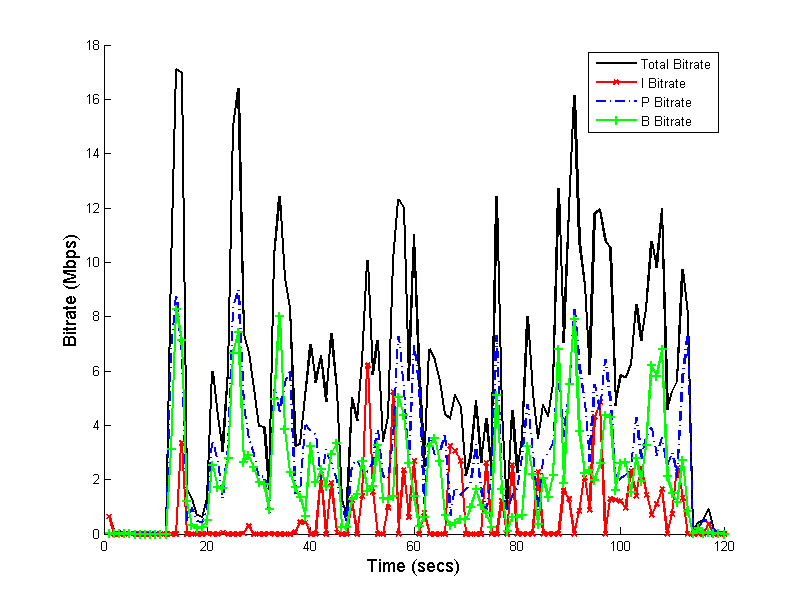 18
16
14
12
10
8
6
4
2
0
Bitrate (Mbps)
Total Bitrate
I Bitrate
P Bitrate
B Bitrate
0 20 40 60 80 100 120
Time (secs)